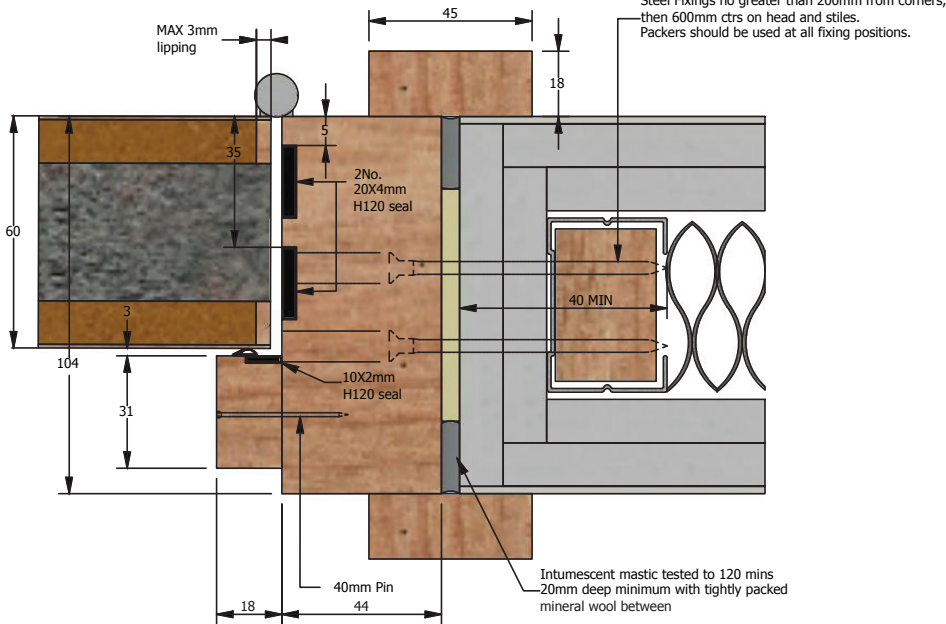 Steel Fixings no greater than 200mm from corners,
then 600mm ctrs on head and stiles.
Packers should be used at all fixing positions.
45
MAX 3mm
lipping
18
5
35
2No.
20X4mm
H120 seal
60
40 MIN
3
104
10X2mm
H120 seal
31
40mm Pin
18
44
Intumescent mastic tested to 120 mins
20mm deep minimum with tightly packed
mineral wool between